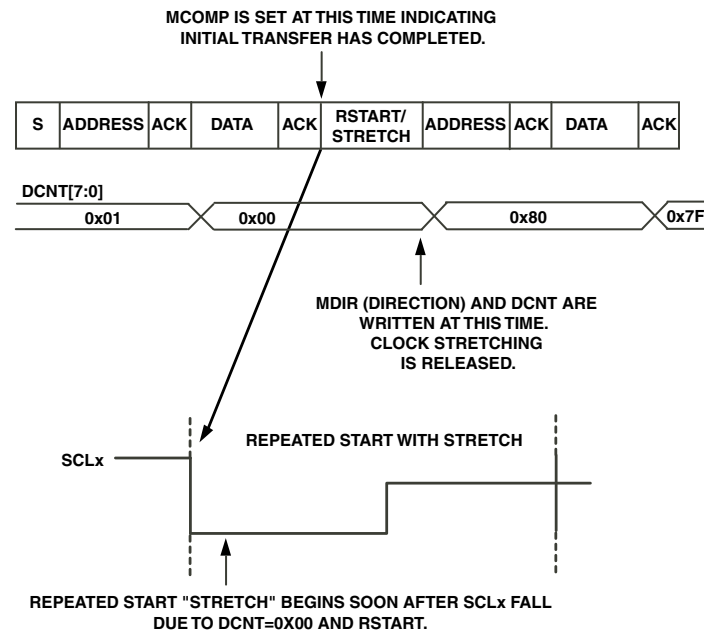 MCOMP IS SET AT THIS TIME INDICATING
INITIAL TRANSFER HAS COMPLETED.
S ADDRESS ACK DATA ACK RSTART/ STRETCH ADDRESS ACK DATA ACK
DCNT[7:0]
0x01 0x00 0x80 0x7F
MDIR (DIRECTION) AND DCNT ARE
WRITTEN AT THIS TIME.
CLOCK STRETCHING
IS RELEASED.
REPEATED START WITH STRETCH
SCLx
REPEATED START "STRETCH" BEGINS SOON AFTER SCLx FALL
DUE TO DCNT=0X00 AND RSTART.